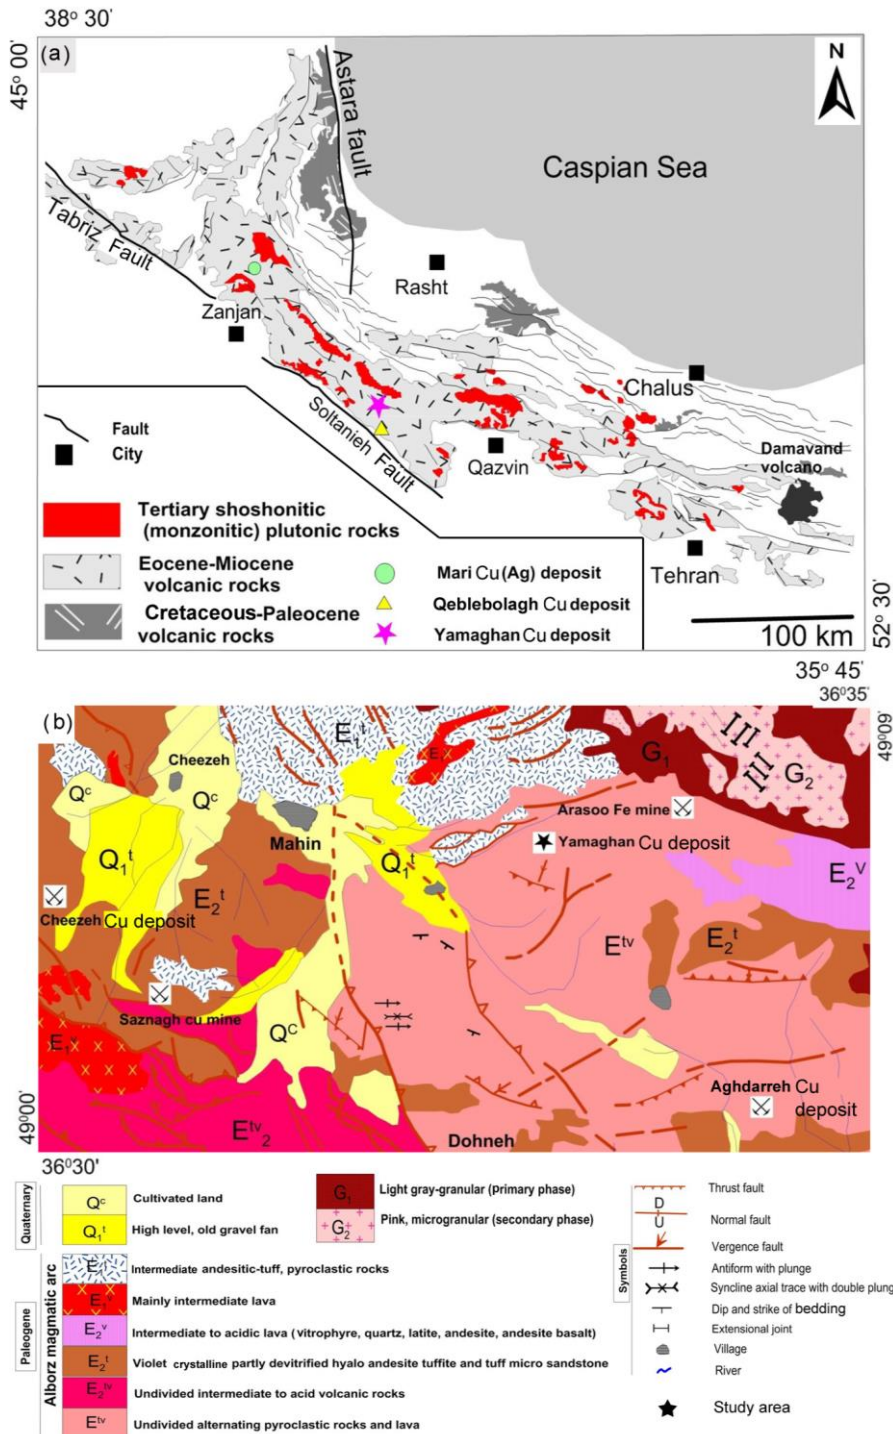 38° 30'
45° 00'
(a)
N
Astara fault
Caspian Sea
Tabriz Fault
Rasht
Zanjan
Chalus
Soltanieh Fault
Damavand
volcano
Qazvin
Fault
City
Tehran
Tertiary shoshonitic
(monzonitic) plutonic rocks
Eocene-Miocene
volcanic rocks
Cretaceous-Paleocene
volcanic rocks
Mari Cu (Ag) deposit
Qeblebolagh Cu deposit
Yamaghan Cu deposit
100 km
52° 30'
35° 45'
36°35'
(b)
49°09'
E₁ᵗ
Cheezeh
Qᶜ
Qᶜ
G₁
G₂
Arasoo Fe mine
Mahin
Q₁ᵗ
Q₁ᵗ
Yamaghan Cu deposit
E₂ᵛ
Cheezeh Cu deposit
E₂ᵗ
Eᵗᵛ
E₂ᵗ
Saznagh cu mine
Qᶜ
E₁ᵛ
Aghdarreh Cu
deposit
Eᵗᵛ₂
Dohneh
49°00'
36°30'
Quaternary
Qᶜ Cultivated land
Q₁ᵗ High level, old gravel fan
G₁ Light gray-granular (primary phase)
G₂ Pink, microgranular (secondary phase)
Paleogene
Alborz magmatic arc
E₁ᵗ Intermediate andesitic-tuff, pyroclastic rocks
E₁ᵛ Mainly intermediate lava
E₂ᵛ Intermediate to acidic lava (vitrophyre, quartz, latite, andesite, andesite basalt)
E₂ᵗ Violet crystalline partly devitrified hyalo andesite tuffite and tuff micro sandstone
E₂ᵗᵛ Undivided intermediate to acid volcanic rocks
Eᵗᵛ Undivided alternating pyroclastic rocks and lava
Symbols
Thrust fault
D
U
Normal fault
Vergence fault
Antiform with plunge
Syncline axial trace with double plung
Dip and strike of bedding
Extensional joint
Village
River
Study area